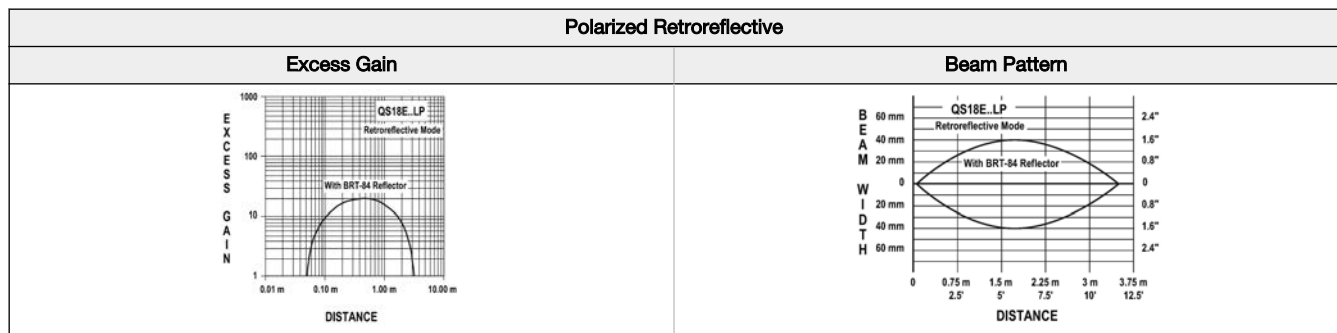 Polarized Retroreflective
Excess Gain
Beam Pattern
EXCESS GAIN
1000
100
10
1
QS18E..LP
Retroreflective Mode
With BRT-84 Reflector
0.01 m 0.10 m 1.00 m 10.00 m
DISTANCE
BEAM WIDTH
60 mm
40 mm
20 mm
0
20 mm
40 mm
60 mm
QS18E..LP
Retroreflective Mode
With BRT-84 Reflector
2.4"
1.6"
0.8"
0
0.8"
1.6"
2.4"
0 0.75 m 1.5 m 2.25 m 3 m 3.75 m
2.5' 5' 7.5' 10' 12.5'
DISTANCE